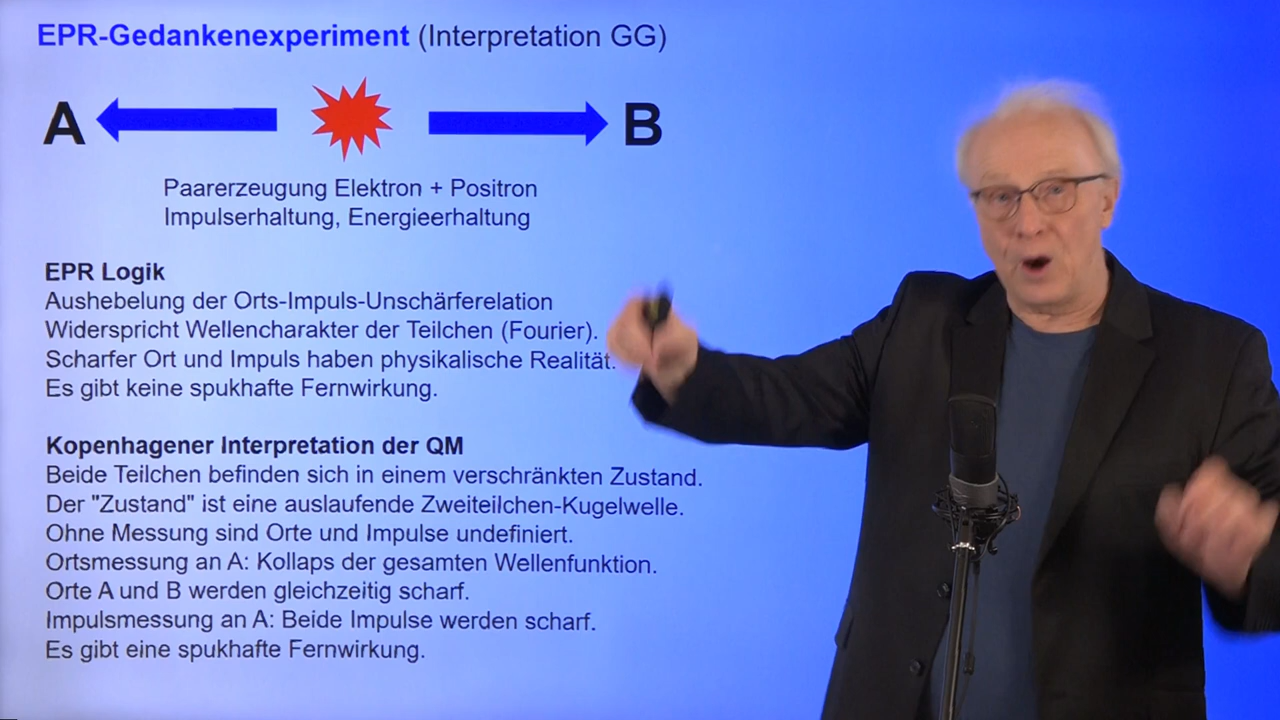 EPR-Gedankenexperiment (Interpretation GG)
A B
Paarerzeugung Elektron + Positron
Impulserhaltung, Energieerhaltung
EPR Logik
Aushebelung der Orts-Impuls-Unschärferelation
Widerspricht Wellencharakter der Teilchen (Fourier).
Scharfer Ort und Impuls haben physikalische Realität.
Es gibt keine spukhafte Fernwirkung.
Kopenhagener Interpretation der QM
Beide Teilchen befinden sich in einem verschränkten Zustand.
Der "Zustand" ist eine auslaufende Zweiteilchen-Kugelwelle.
Ohne Messung sind Orte und Impulse undefiniert.
Ortsmessung an A: Kollaps der gesamten Wellenfunktion.
Orte A und B werden gleichzeitig scharf.
Impulsmessung an A: Beide Impulse werden scharf.
Es gibt eine spukhafte Fernwirkung.